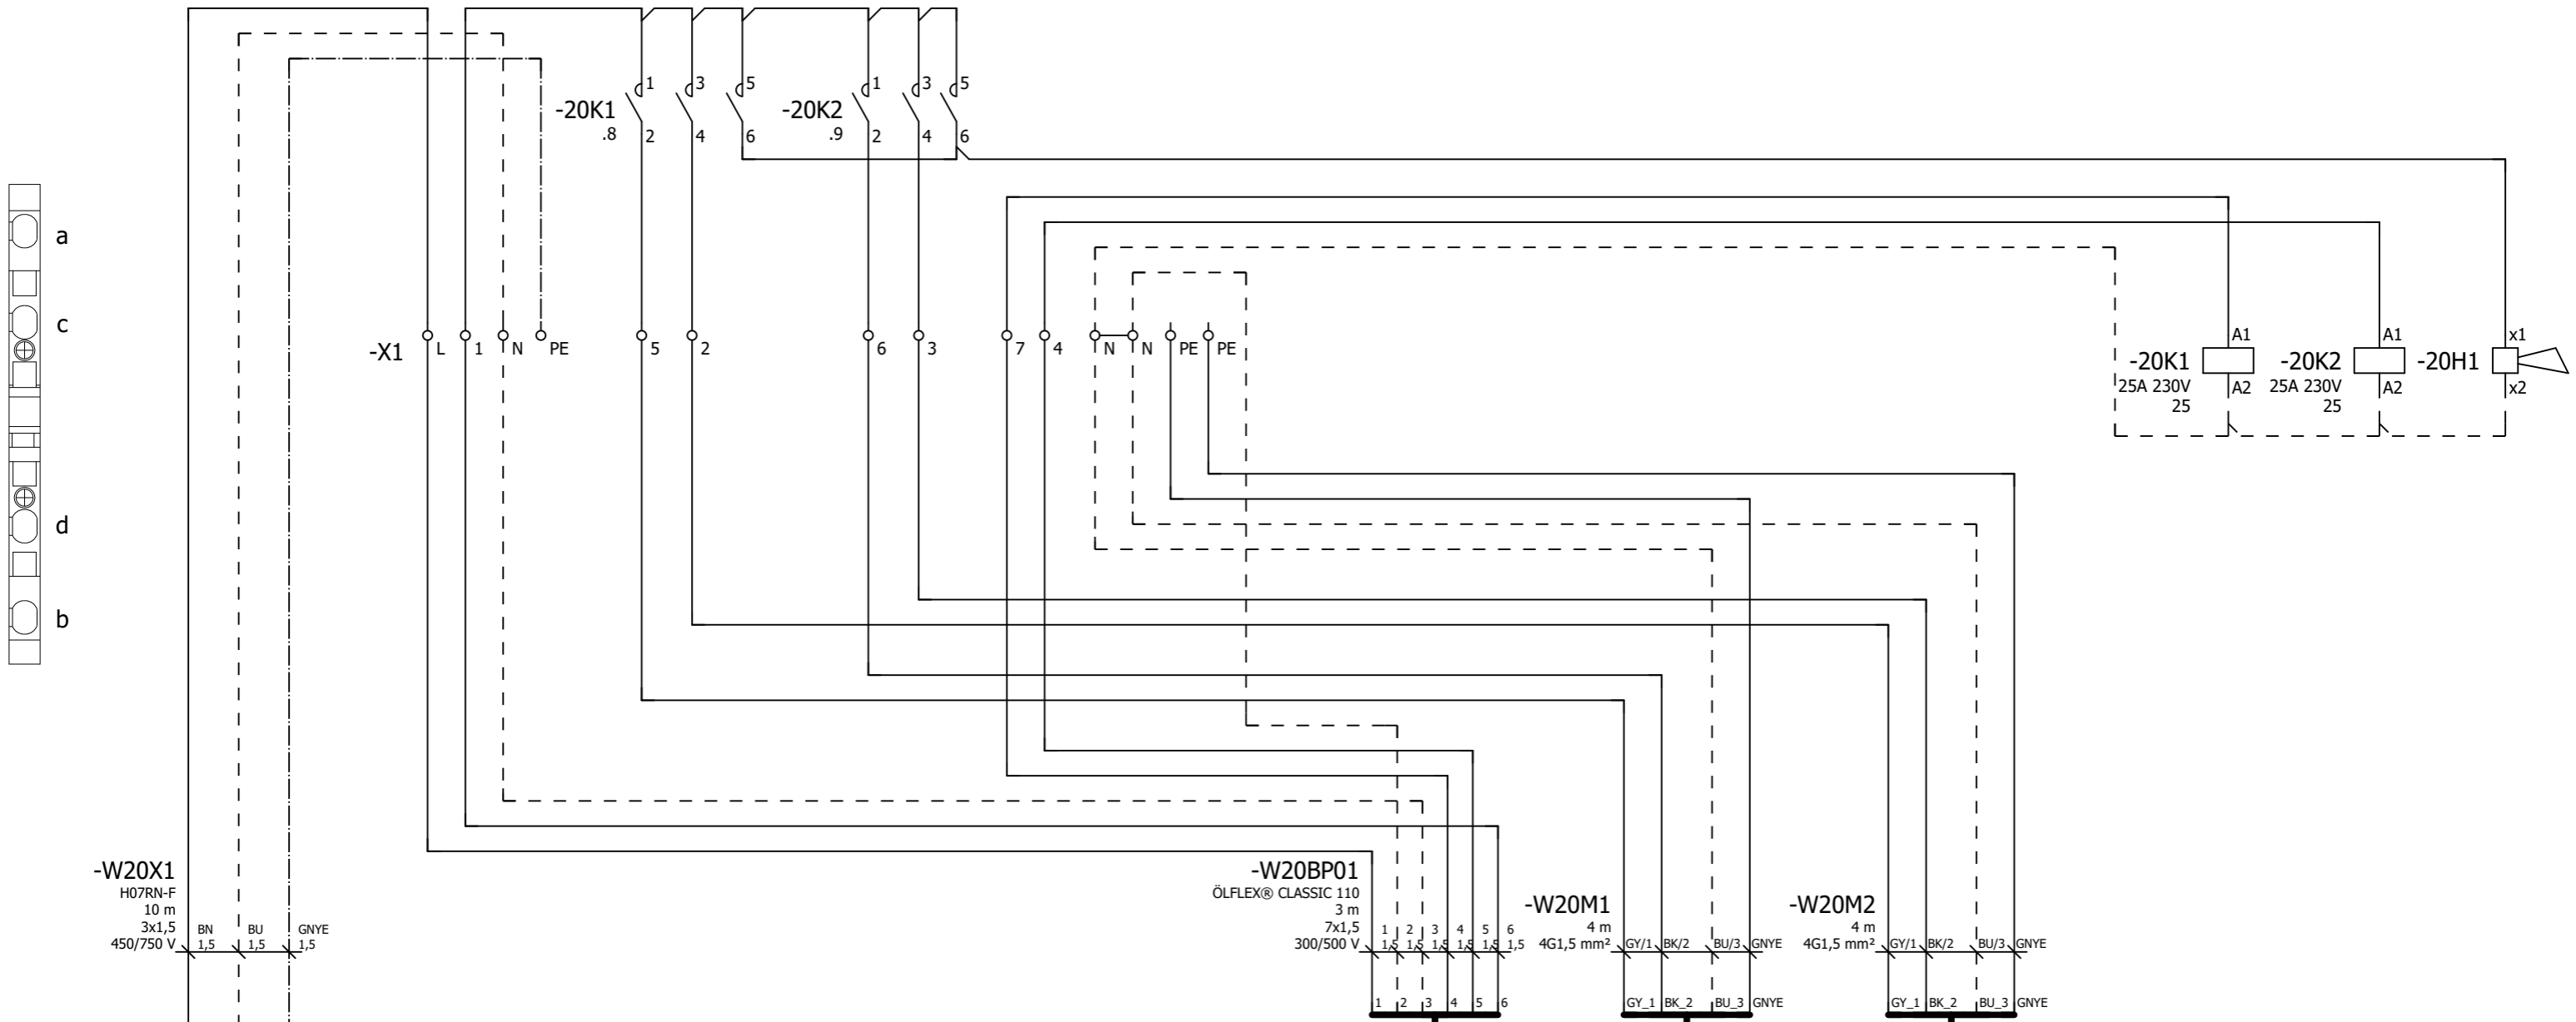 1 3 5 1 3 5
-20K1 -20K2
.8 2 4 6 .9 2 4 6
a
c
-X1 L 1 N PE 5 2 6 3 7 4 N N PE PE
A1 A1 x1
-20K1 -20K2 -20H1
25A 230V A2 25A 230V A2 x2
25 25
d
b
-W20X1
H07RN-F
10 m
3x1,5 BN BU GNYE
450/750 V 1,5 1,5 1,5
-W20BP01
ÖLFLEX® CLASSIC 110
3 m
7x1,5 1 2 3 4 5 6
300/500 V 1,5 1,5 1,5 1,5 1,5 1,5
1 2 3 4 5 6
-W20M1
4 m
4G1,5 mm² GY/1 BK/2 BU/3 GNYE
GY_1 BK_2 BU_3 GNYE
-W20M2
4 m
4G1,5 mm² GY/1 BK/2 BU/3 GNYE
GY_1 BK_2 BU_3 GNYE